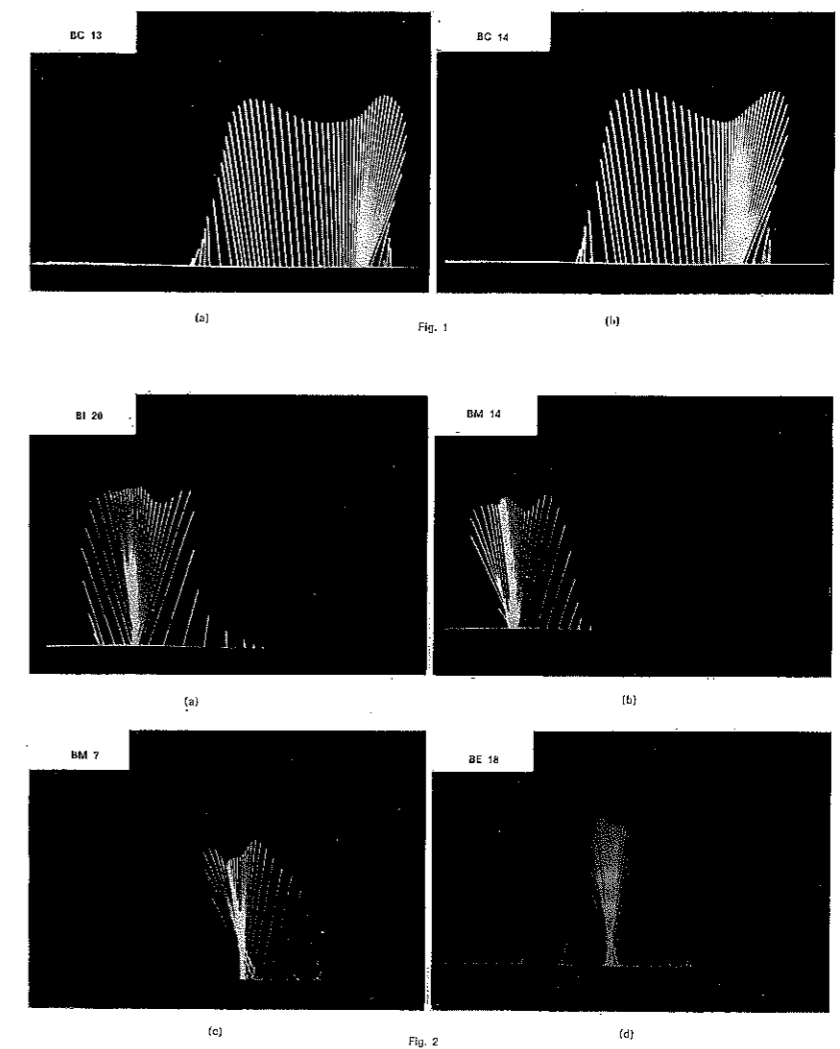 BC 13
BC 14
(a)
(b)
Fig. 1
BI 20
BM 14
(a)
(b)
BM 7
BE 18
(c)
(d)
Fig. 2